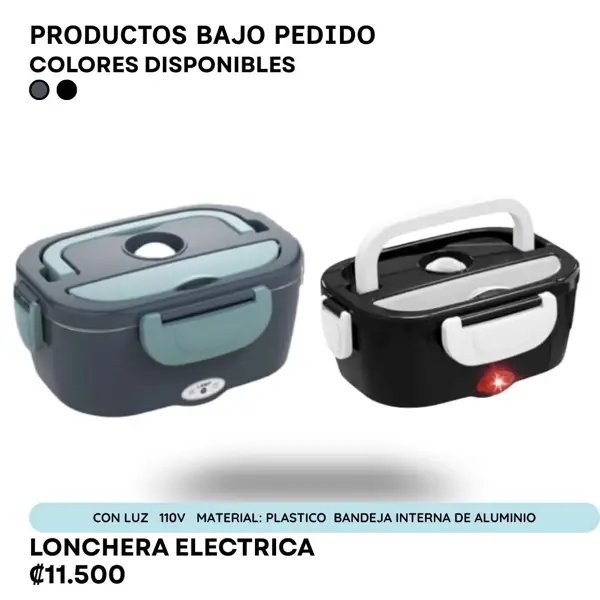 PRODUCTOS BAJO PEDIDO
COLORES DISPONIBLES
CON LUZ 110V MATERIAL: PLASTICO BANDEJA INTERNA DE ALUMINIO
LONCHERA ELECTRICA
₡11.500